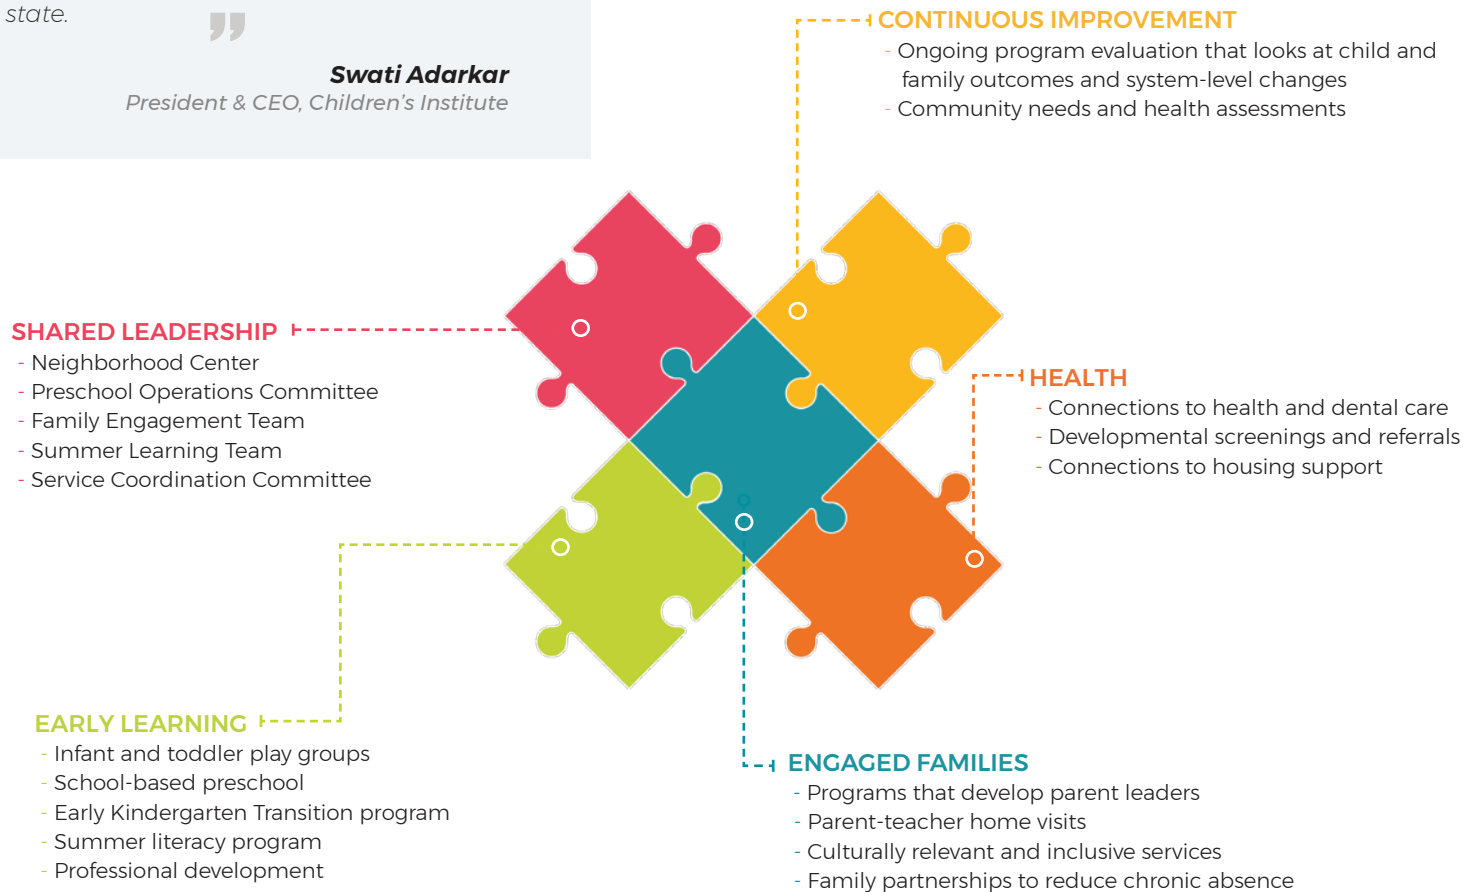 state.
”
Swati Adarkar
President & CEO, Children’s Institute
CONTINUOUS IMPROVEMENT
- Ongoing program evaluation that looks at child and
family outcomes and system-level changes
- Community needs and health assessments
SHARED LEADERSHIP
- Neighborhood Center
- Preschool Operations Committee
- Family Engagement Team
- Summer Learning Team
- Service Coordination Committee
HEALTH
- Connections to health and dental care
- Developmental screenings and referrals
- Connections to housing support
EARLY LEARNING
- Infant and toddler play groups
- School-based preschool
- Early Kindergarten Transition program
- Summer literacy program
- Professional development
ENGAGED FAMILIES
- Programs that develop parent leaders
- Parent-teacher home visits
- Culturally relevant and inclusive services
- Family partnerships to reduce chronic absence